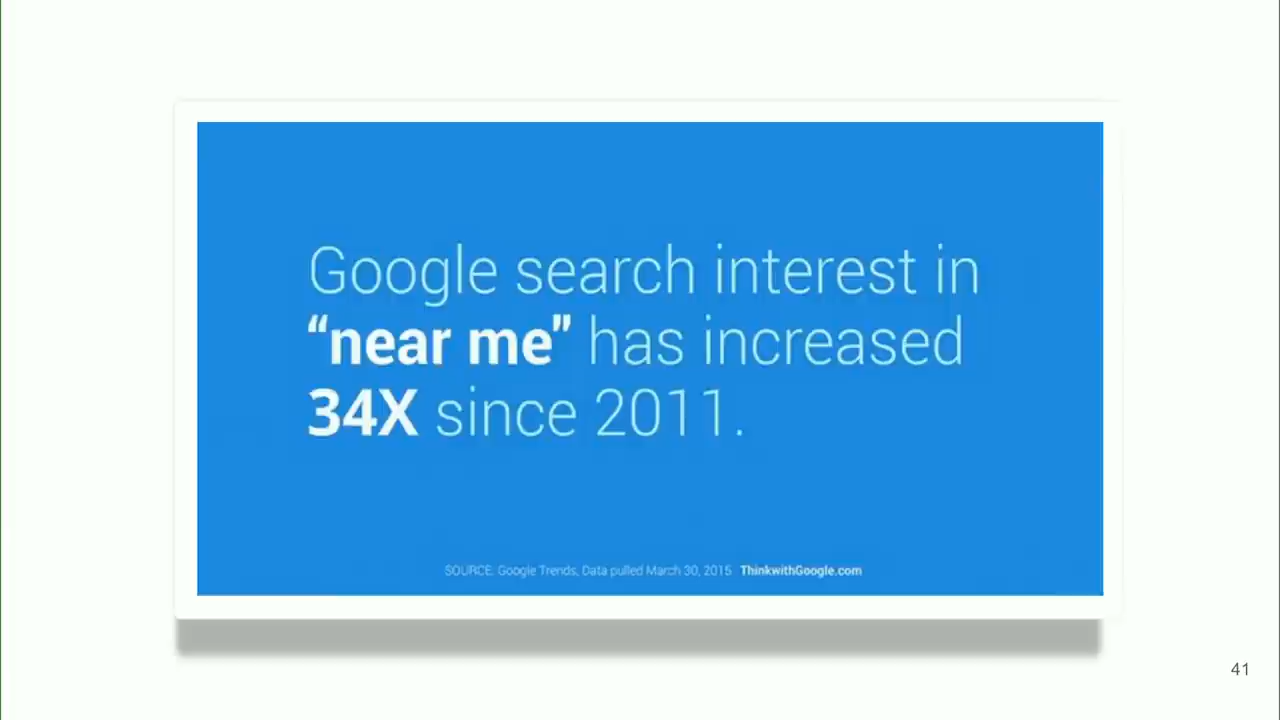 Google search interest in
“near me” has increased
34X since 2011.
SOURCE: Google Trends, Data pulled March 30, 2015 ThinkwithGoogle.com
41